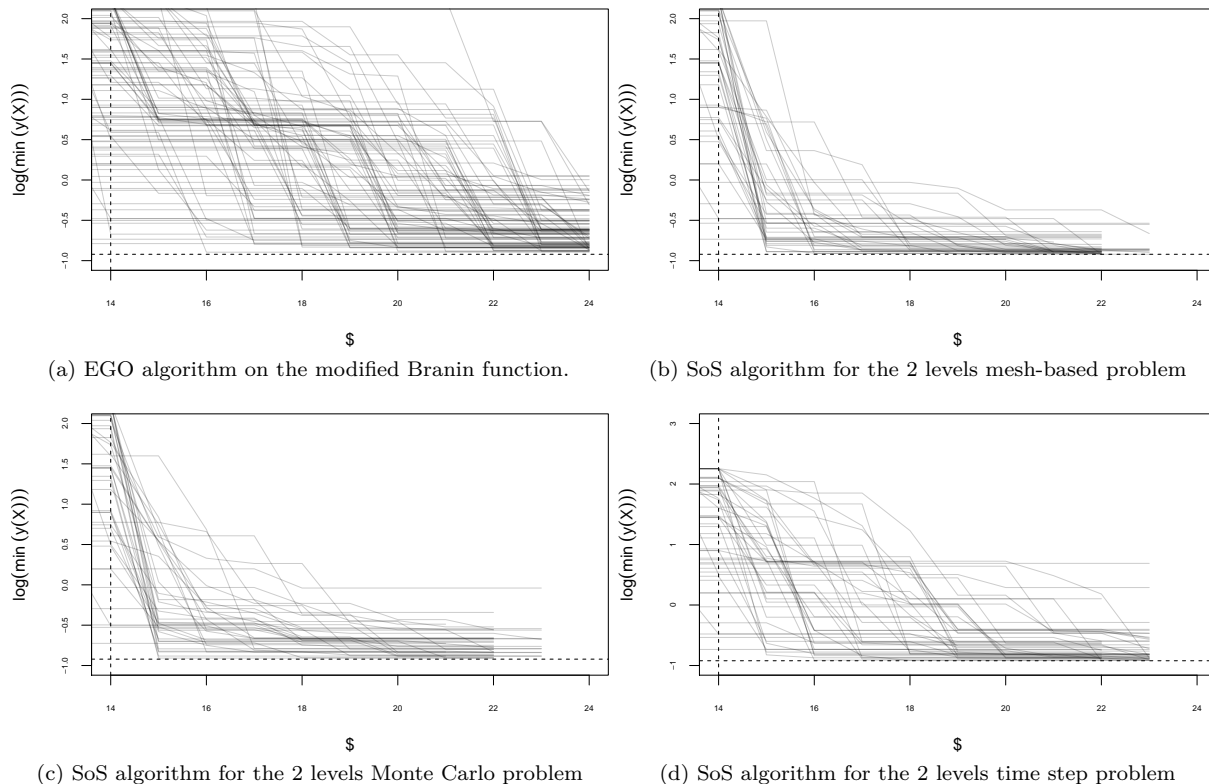 log(min (y(X)))
2.0
1.5
1.0
0.5
0.0
−0.5
−1.0
14 16 18 20 22 24
$
(a) EGO algorithm on the modified Branin function.
log(min (y(X)))
2.0
1.5
1.0
0.5
0.0
−0.5
−1.0
14 16 18 20 22 24
$
(b) SoS algorithm for the 2 levels mesh-based problem
log(min (y(X)))
2.0
1.5
1.0
0.5
0.0
−0.5
−1.0
14 16 18 20 22 24
$
(c) SoS algorithm for the 2 levels Monte Carlo problem
log(min (y(X)))
3
2
1
0
−1
14 16 18 20 22 24
$
(d) SoS algorithm for the 2 levels time step problem